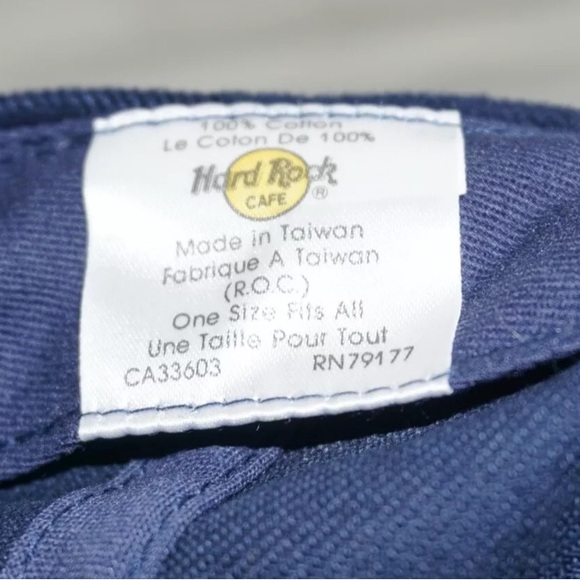 100% Cotton
Le Coton De 100%
Hard Rock
CAFE ®
Made in Taiwan
Fabrique A Taiwan
(R.O.C.)
One Size Fits All
Une Taille Pour Tout
CA33603 RN79177